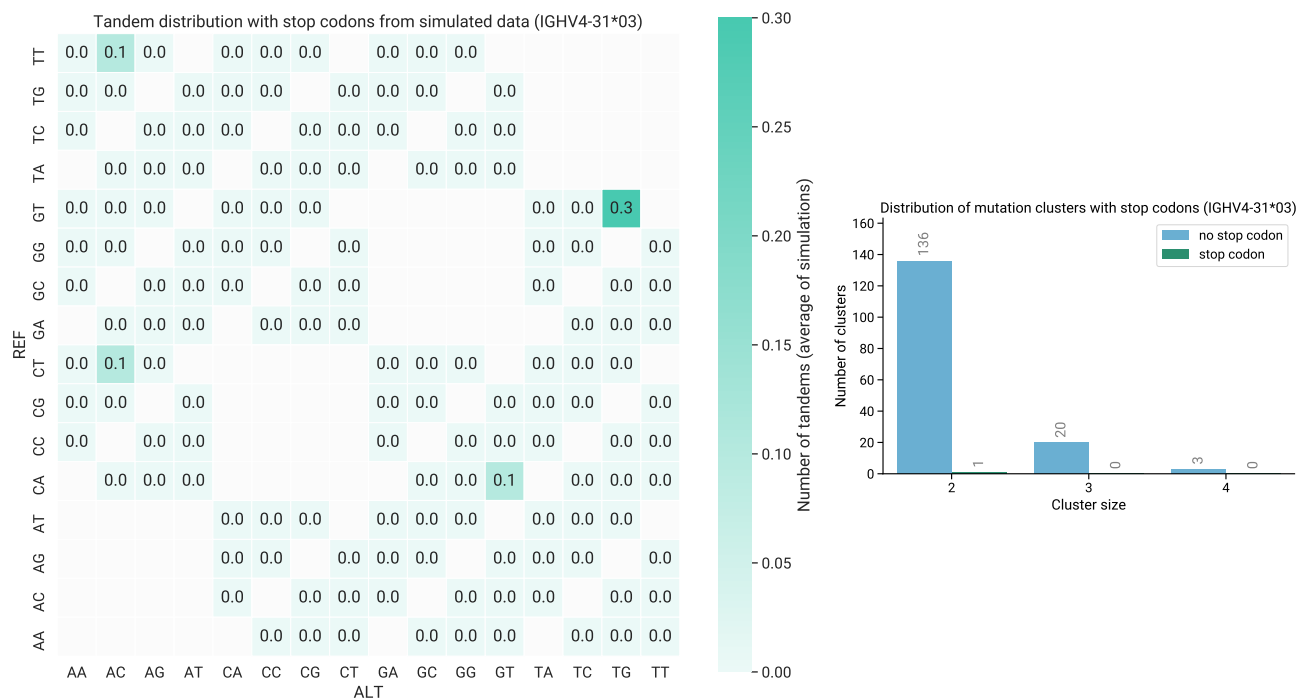 Tandem distribution with stop codons from simulated data (IGHV4-31*03)
REF
TT 0.0 0.1 0.0 0.0 0.0 0.0 0.0 0.0 0.0
TG 0.0 0.0 0.0 0.0 0.0 0.0 0.0 0.0 0.0
TC 0.0 0.0 0.0 0.0 0.0 0.0 0.0 0.0 0.0
TA 0.0 0.0 0.0 0.0 0.0 0.0 0.0 0.0 0.0
GT 0.0 0.0 0.0 0.0 0.0 0.0 0.0 0.0 0.3
GG 0.0 0.0 0.0 0.0 0.0 0.0 0.0 0.0 0.0
GC 0.0 0.0 0.0 0.0 0.0 0.0 0.0 0.0 0.0
GA 0.0 0.0 0.0 0.0 0.0 0.0 0.0 0.0 0.0
CT 0.0 0.1 0.0 0.0 0.0 0.0 0.0 0.0 0.0
CG 0.0 0.0 0.0 0.0 0.0 0.0 0.0 0.0 0.0
CC 0.0 0.0 0.0 0.0 0.0 0.0 0.0 0.0 0.0
CA 0.0 0.0 0.0 0.0 0.0 0.1 0.0 0.0 0.0
AT 0.0 0.0 0.0 0.0 0.0 0.0 0.0 0.0 0.0
AG 0.0 0.0 0.0 0.0 0.0 0.0 0.0 0.0 0.0
AC 0.0 0.0 0.0 0.0 0.0 0.0 0.0 0.0 0.0
AA 0.0 0.0 0.0 0.0 0.0 0.0 0.0 0.0 0.0
AA AC AG AT CA CC CG CT GA GC GG GT TA TC TG TT
ALT
0.30
0.25
0.20
0.15
0.10
0.05
0.00
Number of tandems (average of simulations)
Distribution of mutation clusters with stop codons (IGHV4-31*03)
no stop codon
stop codon
Number of clusters
160
140
120
100
80
60
40
20
0
136
1
20
0
3
0
2 3 4
Cluster size